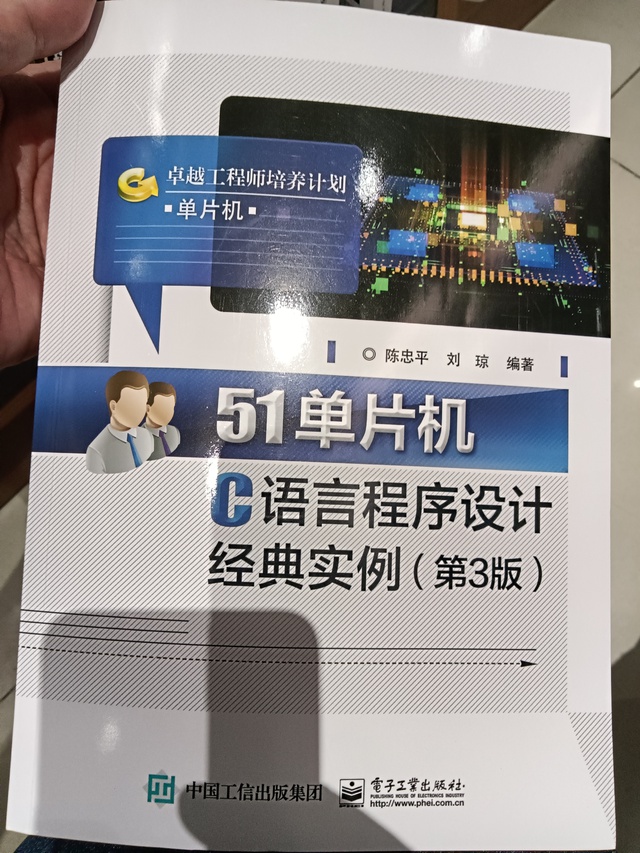 卓越工程师培养计划
▪单片机▪
◎ 陈忠平 刘琼 编著
51单片机
C语言程序设计
经典实例（第3版）
中国工信出版集团
电子工业出版社
PUBLISHING HOUSE OF ELECTRONICS INDUSTRY
http://www.phei.com.cn